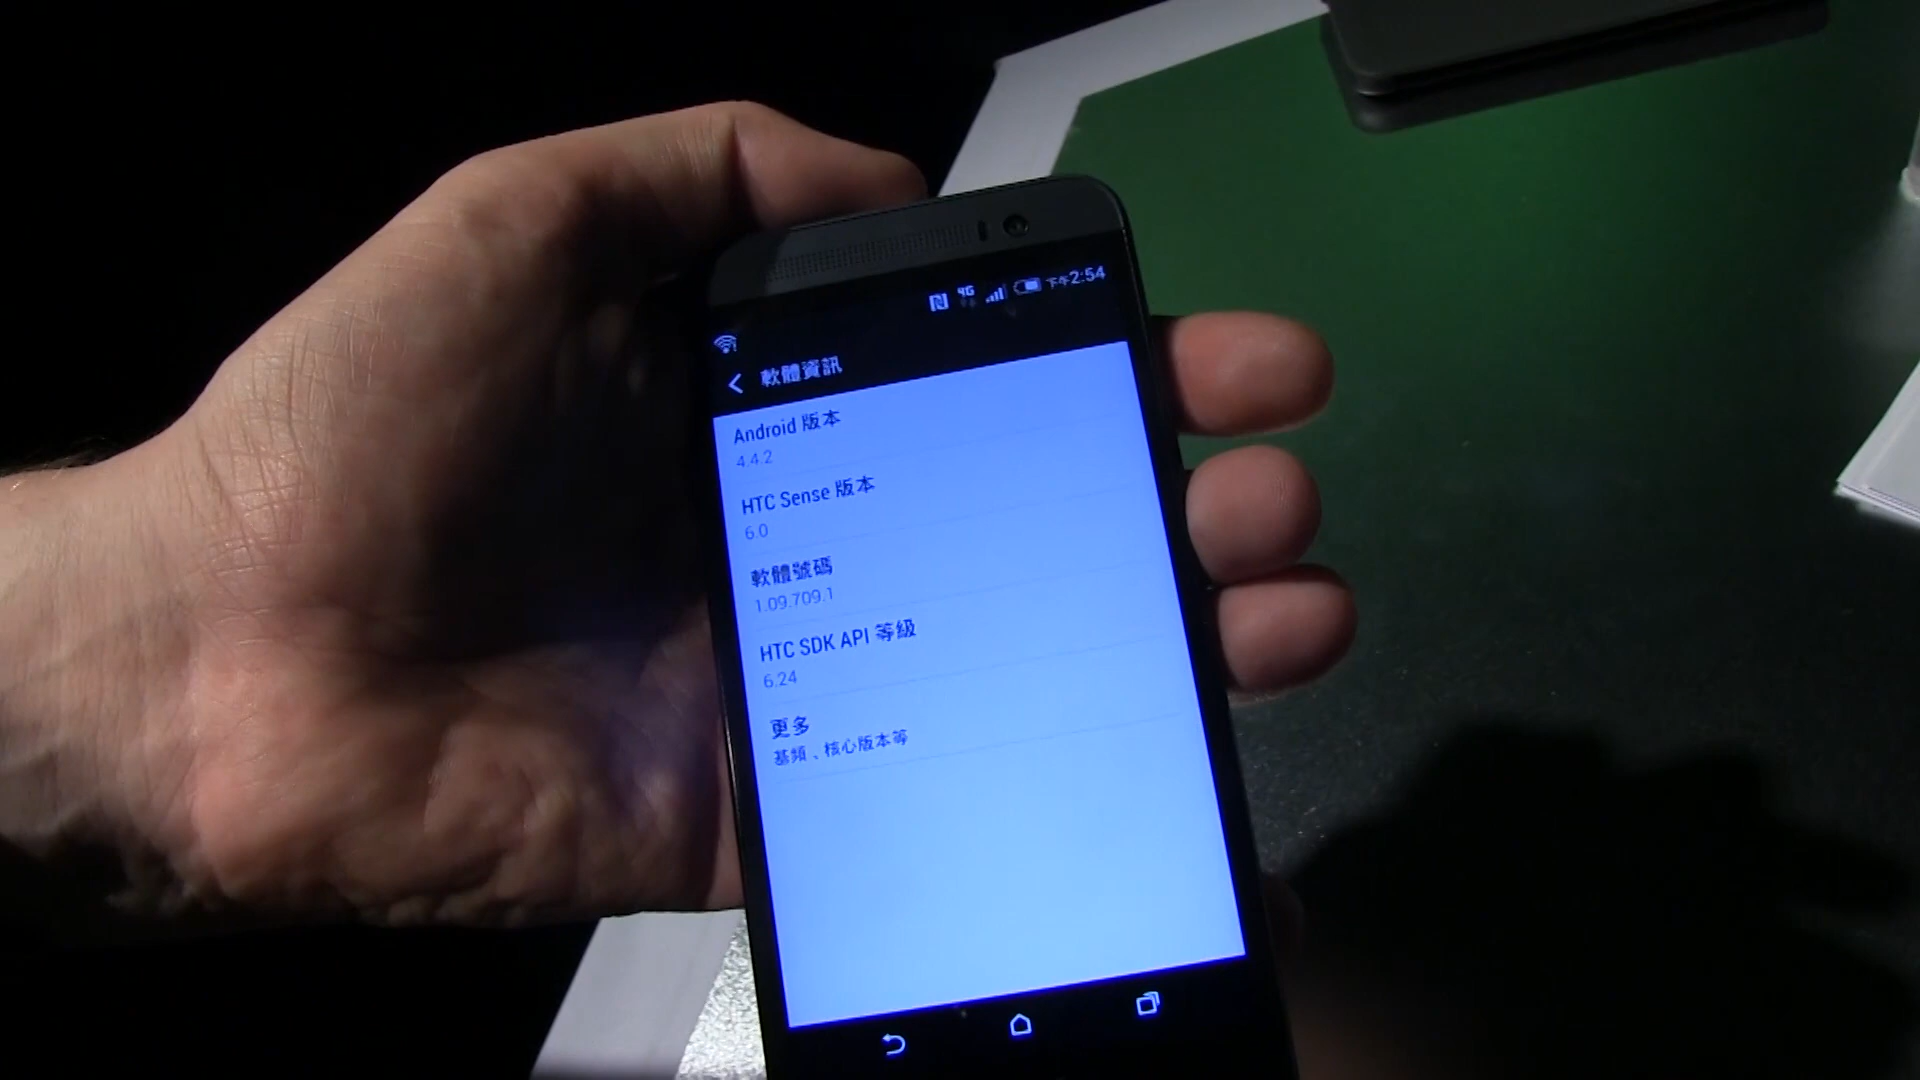 4G 下午2:54
軟體資訊
Android 版本
4.4.2
HTC Sense 版本
6.0
軟體號碼
1.09.709.1
HTC SDK API 等級
6.24
更多
基頻、核心版本等